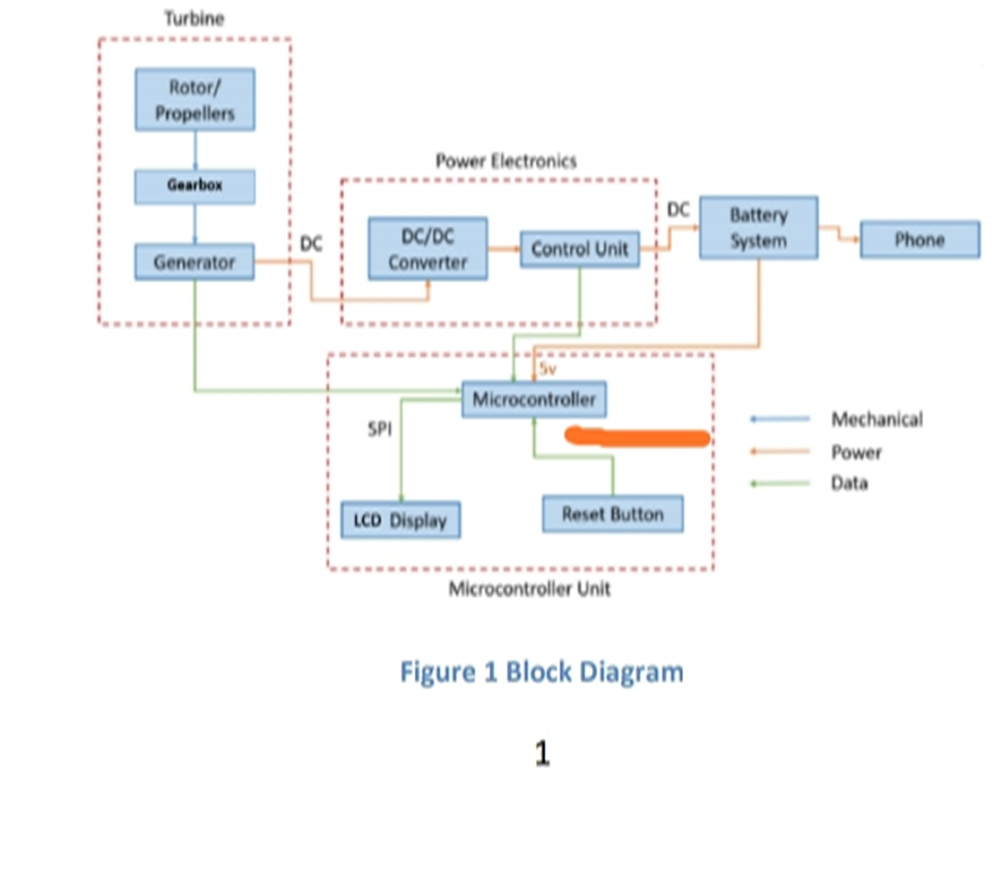 Turbine
Rotor/
Propellers
Gearbox
Generator
DC
Power Electronics
DC/DC
Converter
Control Unit
DC
Battery
System
Phone
5v
Microcontroller
SPI
LCD Display
Reset Button
Microcontroller Unit
Mechanical
Power
Data
Figure 1 Block Diagram
1